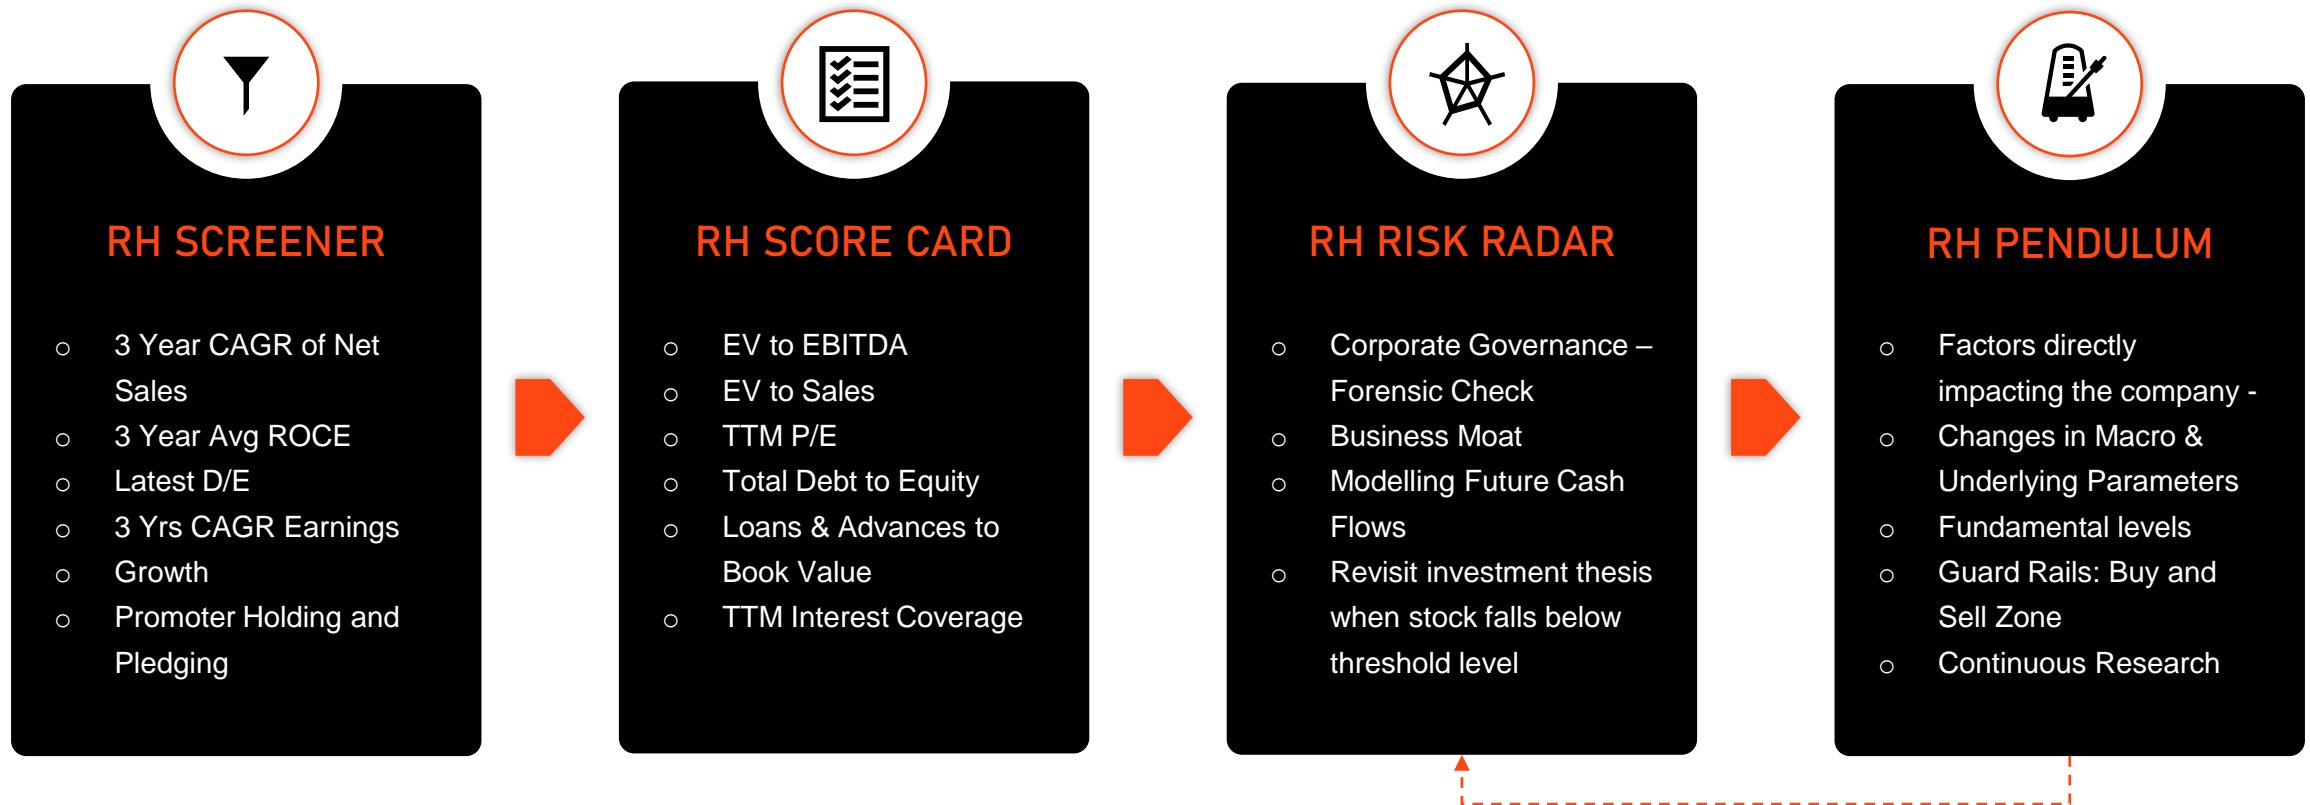 RH SCREENER
○ 3 Year CAGR of Net
Sales
○ 3 Year Avg ROCE
○ Latest D/E
○ 3 Yrs CAGR Earnings
○ Growth
○ Promoter Holding and
Pledging
RH SCORE CARD
○ EV to EBITDA
○ EV to Sales
○ TTM P/E
○ Total Debt to Equity
○ Loans & Advances to
Book Value
○ TTM Interest Coverage
RH RISK RADAR
○ Corporate Governance –
Forensic Check
○ Business Moat
○ Modelling Future Cash
Flows
○ Revisit investment thesis
when stock falls below
threshold level
RH PENDULUM
○ Factors directly
impacting the company -
○ Changes in Macro &
Underlying Parameters
○ Fundamental levels
○ Guard Rails: Buy and
Sell Zone
○ Continuous Research